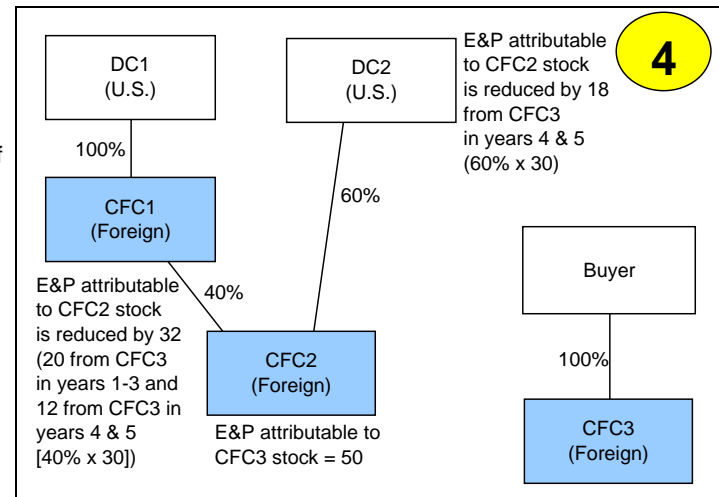 DC1
(U.S.)
DC2
(U.S.)
E&P attributable
to CFC2 stock
is reduced by 18
from CFC3
in years 4 & 5
(60% x 30)
4
f
100%
60%
CFC1
(Foreign)
Buyer
E&P attributable
to CFC2 stock
is reduced by 32
(20 from CFC3
in years 1-3 and
12 from CFC3 in
years 4 & 5
[40% x 30])
40%
CFC2
(Foreign)
100%
E&P attributable to
CFC3 stock = 50
CFC3
(Foreign)